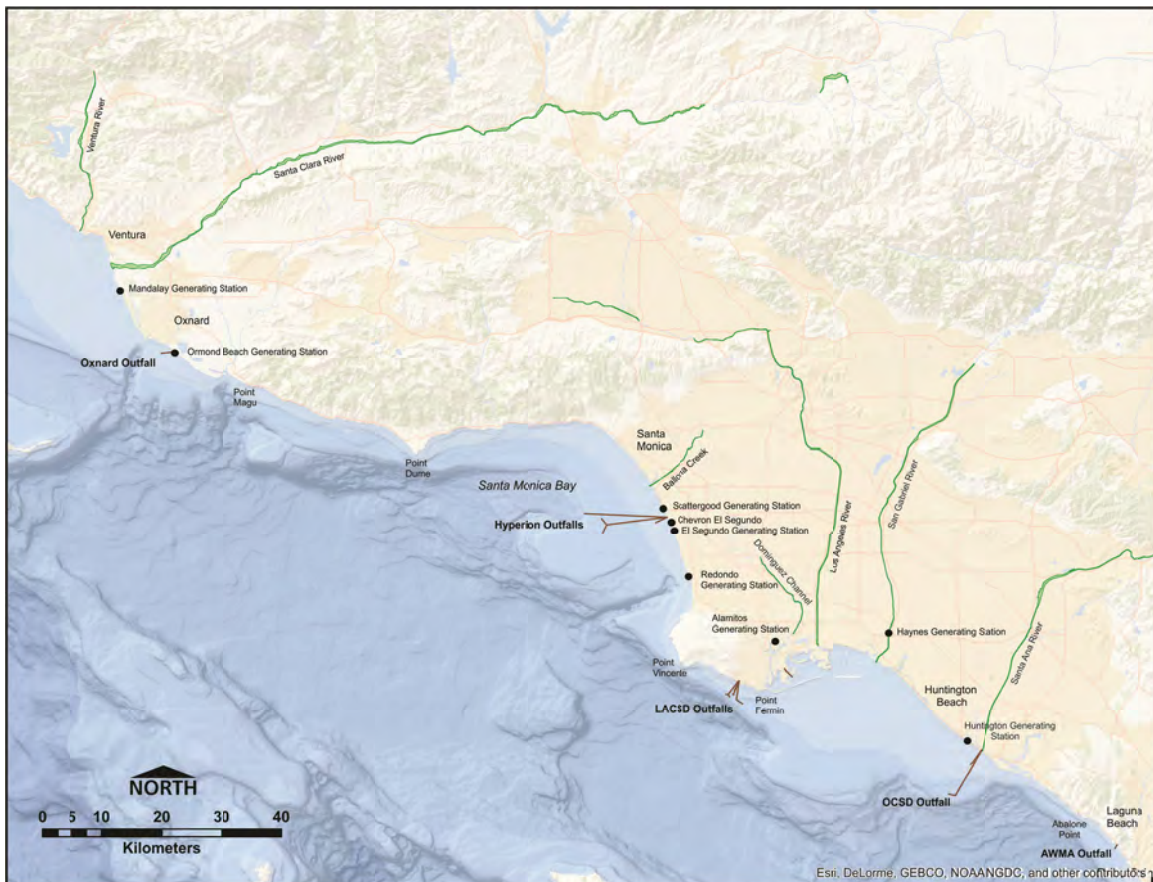 Ventura River
Santa Clara River
Ventura
Mandalay Generating Station
Oxnard
Ormond Beach Generating Station
Oxnard Outfall
Point
Magu
Santa
Monica
Point
Dume
Ballona Creek
Santa Monica Bay
Scattergood Generating Station
Hyperion Outfalls
Chevron El Segundo
El Segundo Generating Station
Los Angeles River
San Gabriel River
Dominguez Channel
Redondo
Generating Station
Alamitos
Generating Station
Haynes Generating Sation
Santa Ana River
Point
Vincente
LACSD Outfalls
Point
Fermin
Huntington
Beach
Huntington Generating
Station
NORTH
0 5 10 20 30 40
Kilometers
OCSD Outfall
Laguna
Beach
Abalone
Point
AWMA Outfall
Esri, DeLorme, GEBCO, NOAANGDC, and other contributors